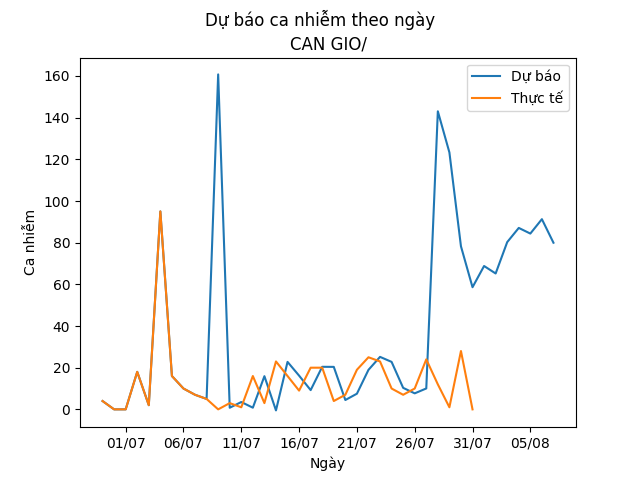 Dự báo ca nhiễm theo ngày
CAN GIO/
Dự báo
Thực tế
Ca nhiễm
160
140
120
100
80
60
40
20
0
01/07 06/07 11/07 16/07 21/07 26/07 31/07 05/08
Ngày